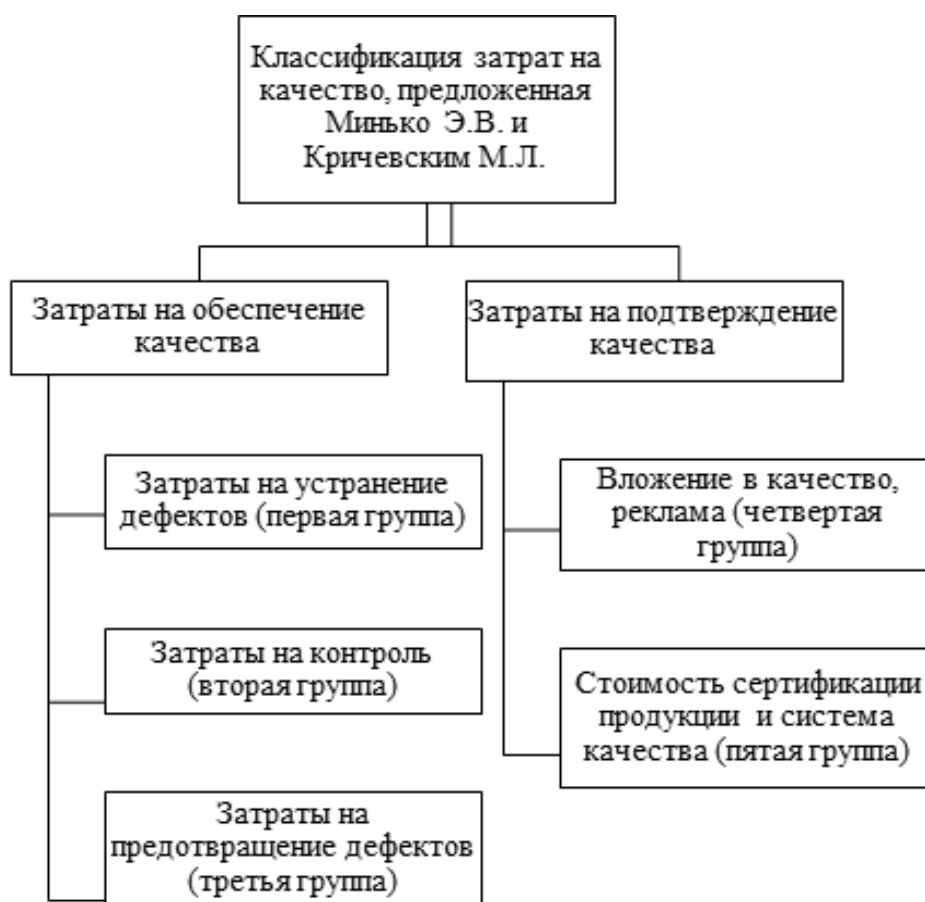 Классификация затрат на
качество, предложенная
Минько Э.В. и
Кричевским М.Л.
Затраты на обеспечение
качества
Затраты на подтверждение
качества
Затраты на устранение
дефектов (первая группа)
Затраты на контроль
(вторая группа)
Затраты на
предотвращение дефектов
(третья группа)
Вложение в качество,
реклама (четвертая
группа)
Стоимость сертификации
продукции и система
качества (пятая группа)